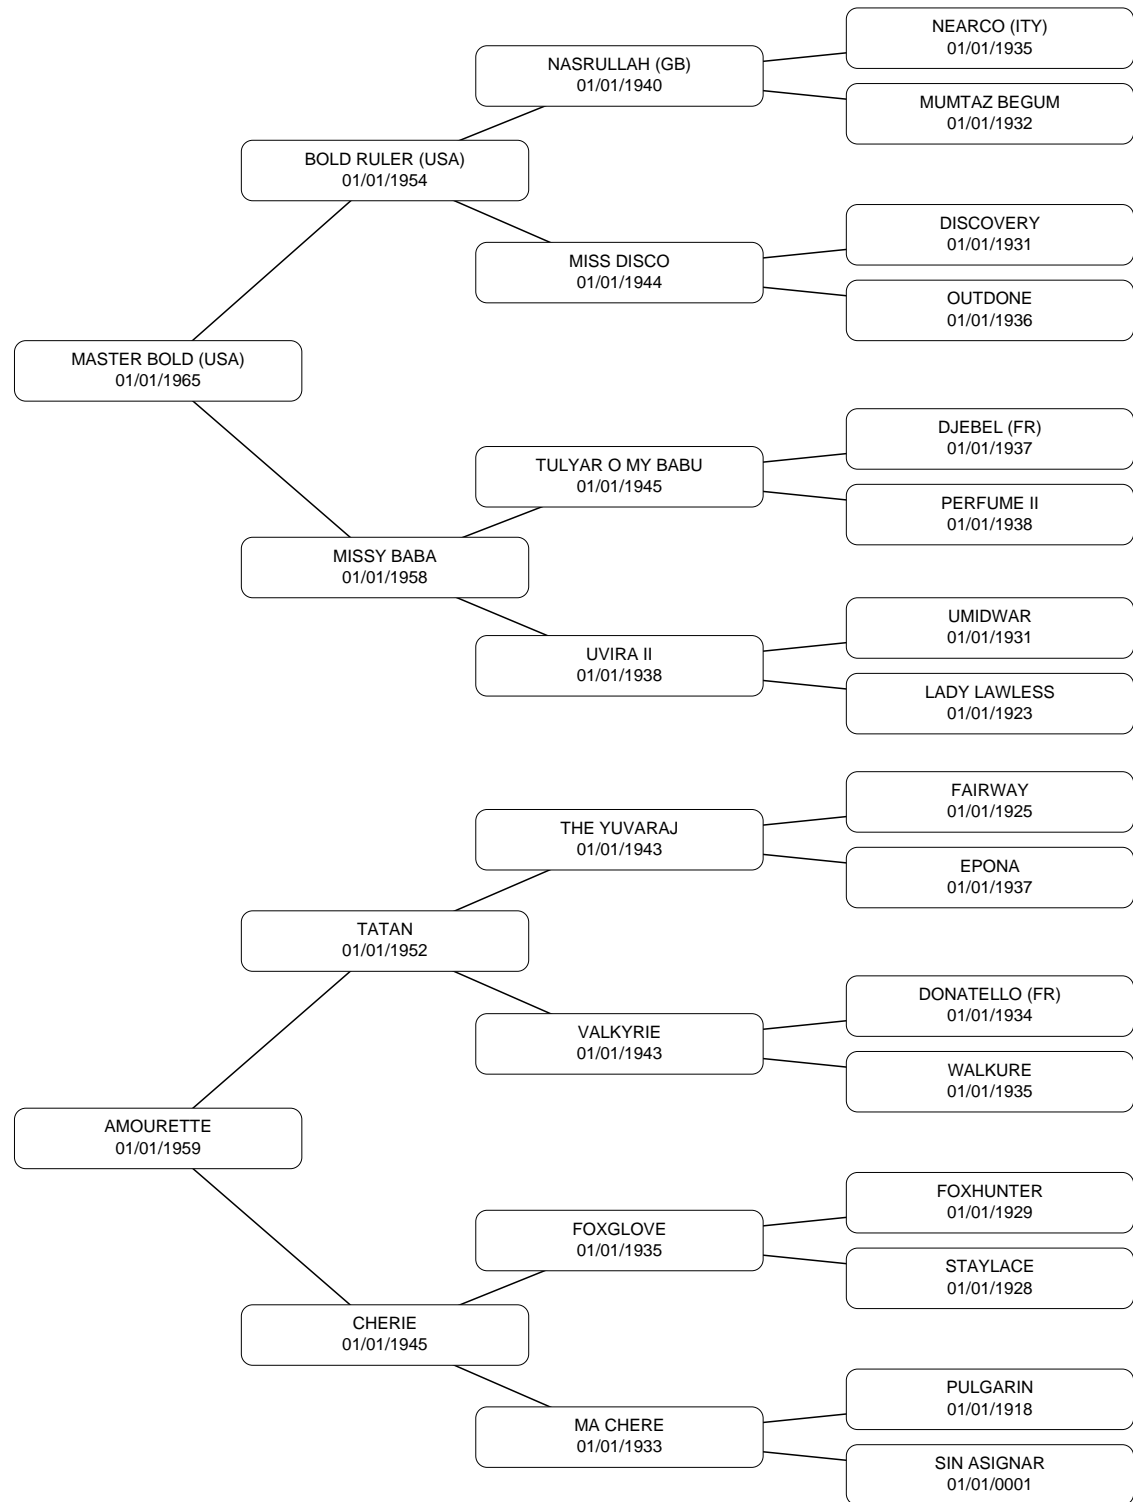 NEARCO (ITY)
01/01/1935
NASRULLAH (GB)
01/01/1940
MUMTAZ BEGUM
01/01/1932
BOLD RULER (USA)
01/01/1954
DISCOVERY
01/01/1931
MISS DISCO
01/01/1944
OUTDONE
01/01/1936
MASTER BOLD (USA)
01/01/1965
DJEBEL (FR)
01/01/1937
TULYAR O MY BABU
01/01/1945
PERFUME II
01/01/1938
MISSY BABA
01/01/1958
UMIDWAR
01/01/1931
UVIRA II
01/01/1938
LADY LAWLESS
01/01/1923
FAIRWAY
01/01/1925
THE YUVARAJ
01/01/1943
EPONA
01/01/1937
TATAN
01/01/1952
DONATELLO (FR)
01/01/1934
VALKYRIE
01/01/1943
WALKURE
01/01/1935
AMOURETTE
01/01/1959
FOXHUNTER
01/01/1929
FOXGLOVE
01/01/1935
STAYLACE
01/01/1928
CHERIE
01/01/1945
PULGARIN
01/01/1918
MA CHERE
01/01/1933
SIN ASIGNAR
01/01/0001